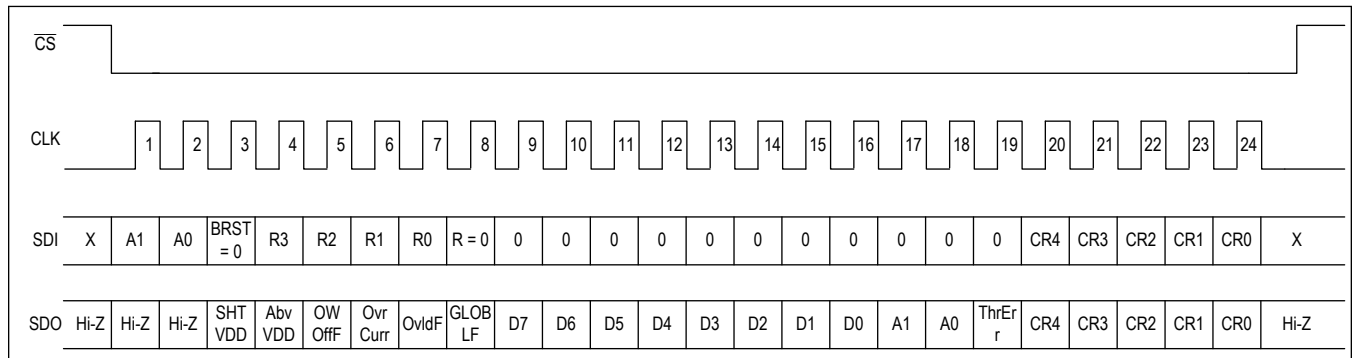 CS
CLK 1 2 3 4 5 6 7 8 9 10 11 12 13 14 15 16 17 18 19 20 21 22 23 24
SDI X A1 A0 BRST R3 R2 R1 R0 R = 0 0 0 0 0 0 0 0 0 0 0 0 CR4 CR3 CR2 CR1 CR0 X
= 0
SDO Hi-Z Hi-Z Hi-Z SHT Abv OW Ovr OvldF GLOB D7 D6 D5 D4 D3 D2 D1 D0 A1 A0 ThrEr CR4 CR3 CR2 CR1 CR0 Hi-Z
VDD VDD OffF Curr LF r